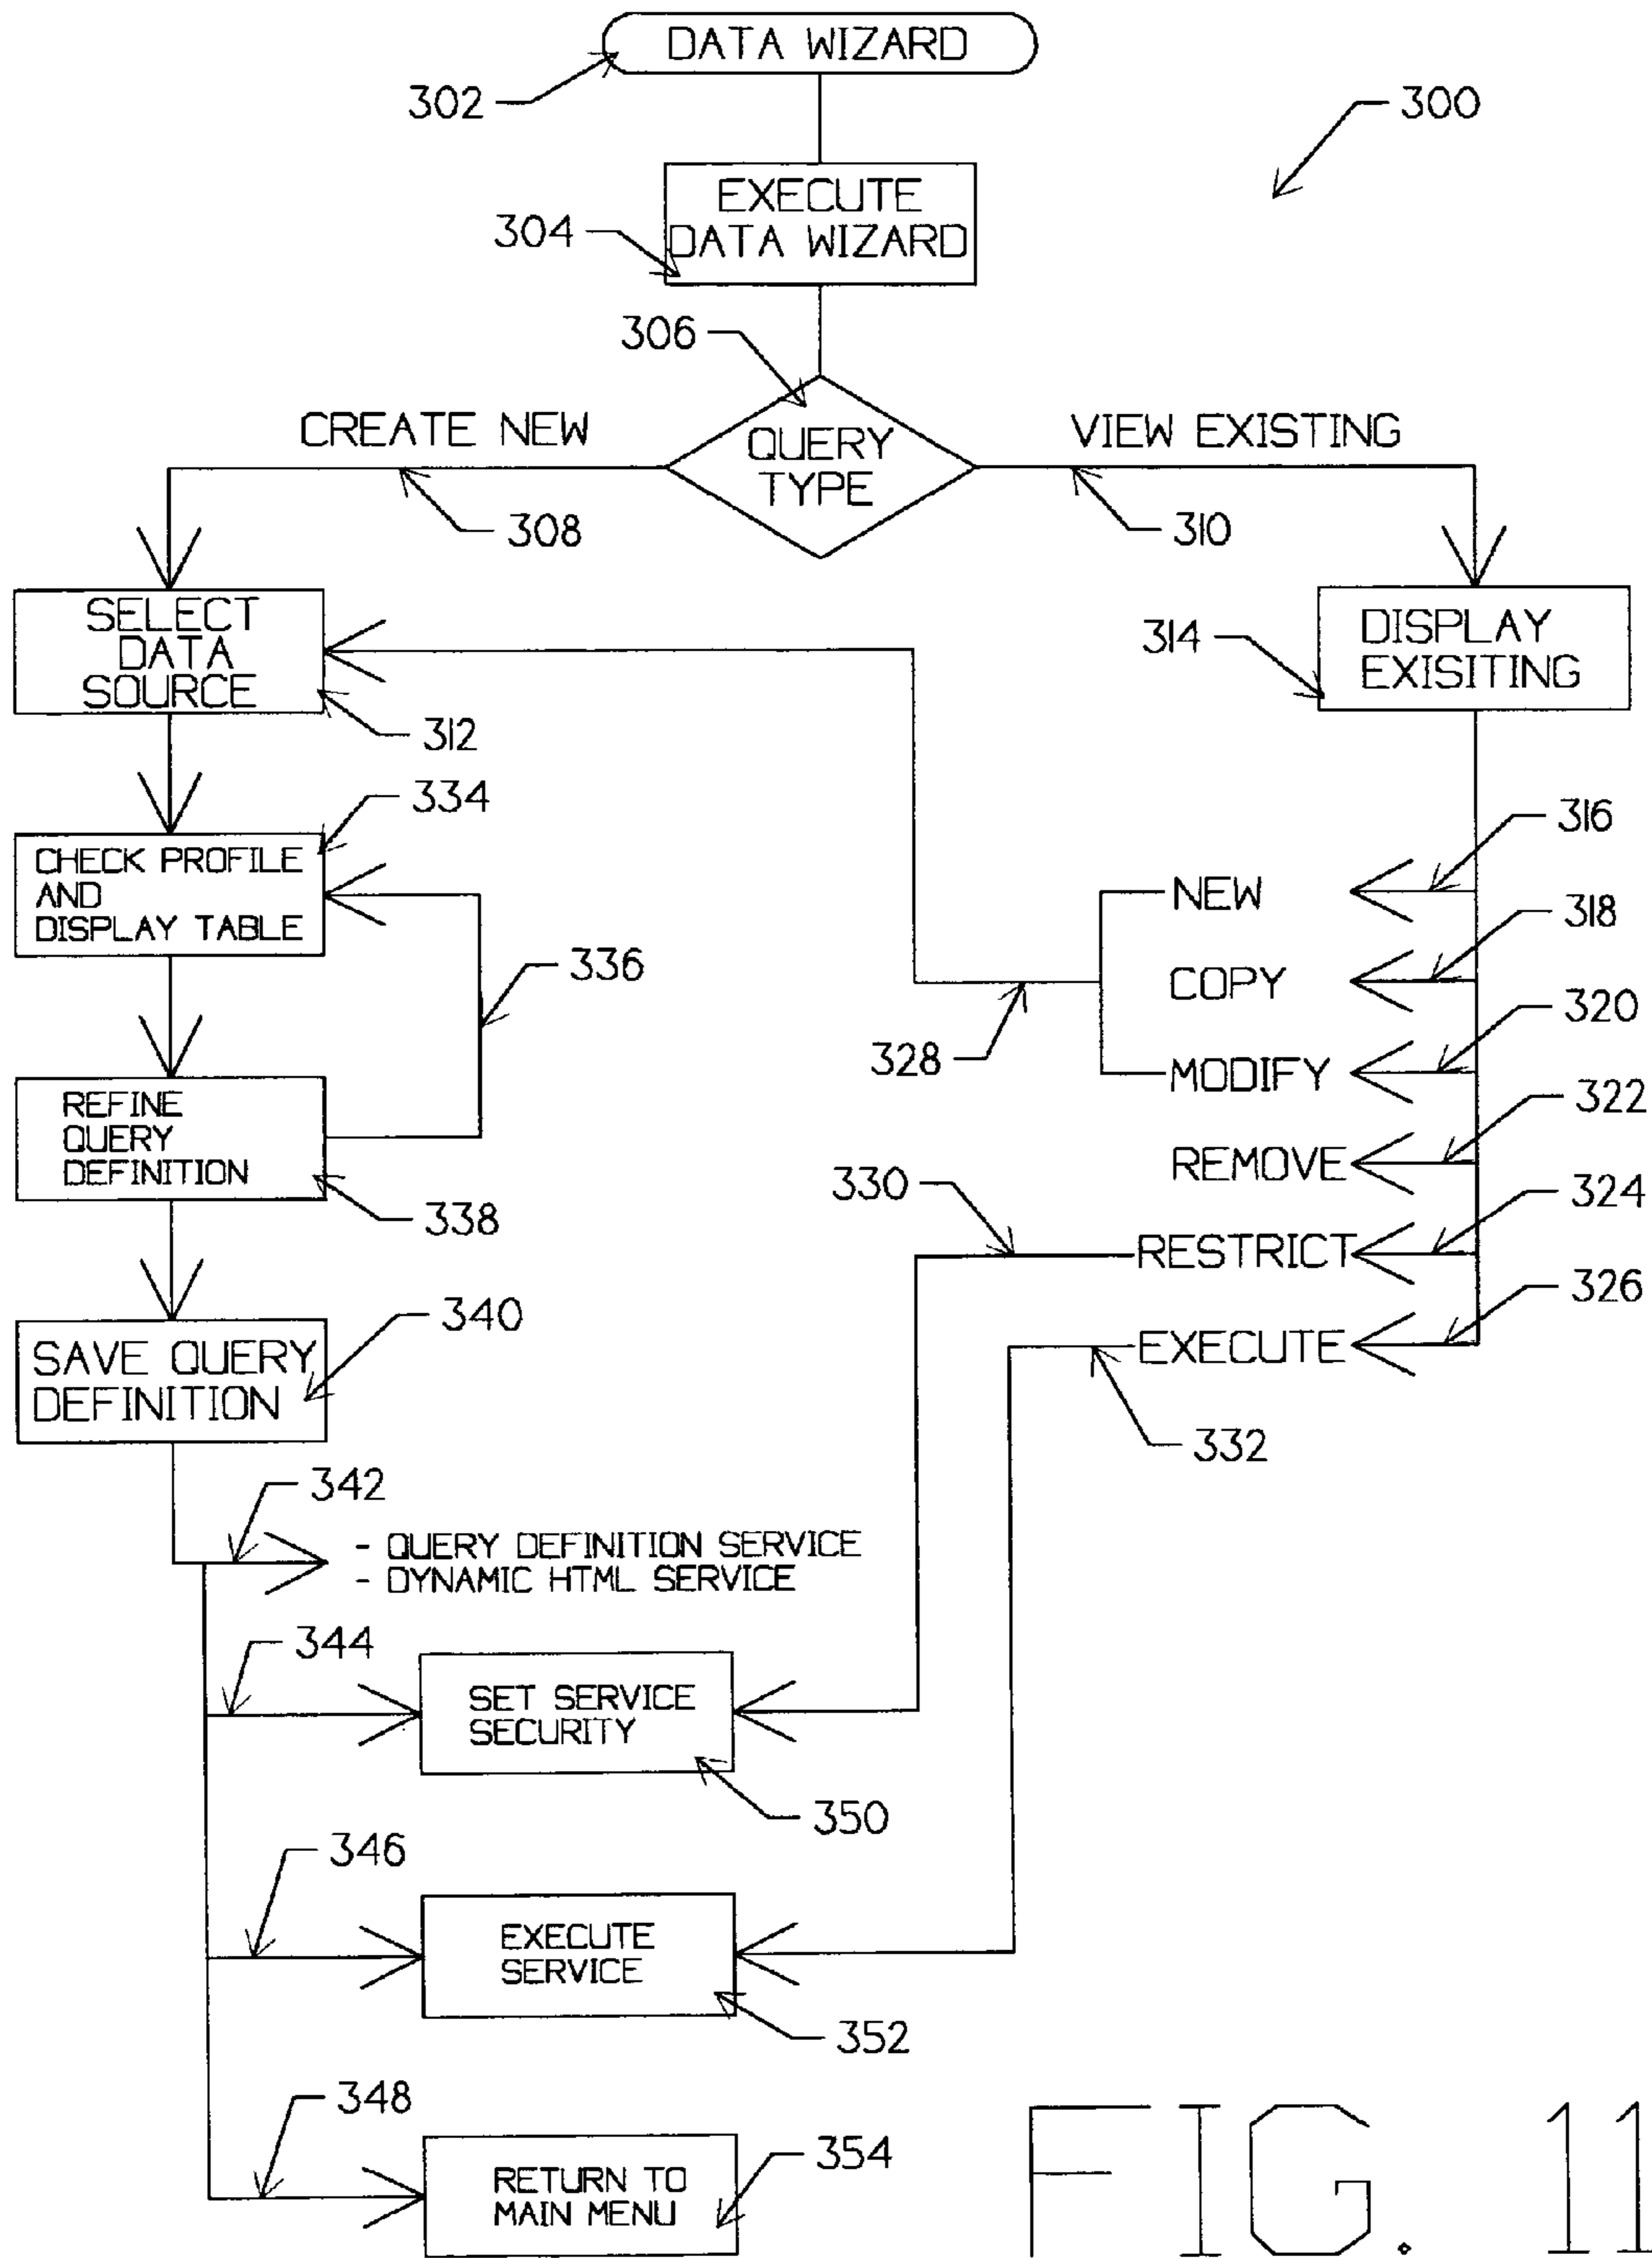 DATA WIZARD
302
300
EXECUTE
DATA WIZARD
304
306
CREATE NEW
QUERY
TYPE
VIEW EXISTING
308
310
SELECT
DATA
SOURCE
312
314
DISPLAY
EXISITING
334
CHECK PROFILE
AND
DISPLAY TABLE
336
316
NEW
318
COPY
320
328
MODIFY
322
REMOVE
REFINE
QUERY
DEFINITION
338
330
324
RESTRICT
326
EXECUTE
332
340
SAVE QUERY
DEFINITION
342
- QUERY DEFINITION SERVICE
- DYNAMIC HTML SERVICE
344
SET SERVICE
SECURITY
350
346
EXECUTE
SERVICE
352
348
RETURN TO
MAIN MENU
354
FIG. 11